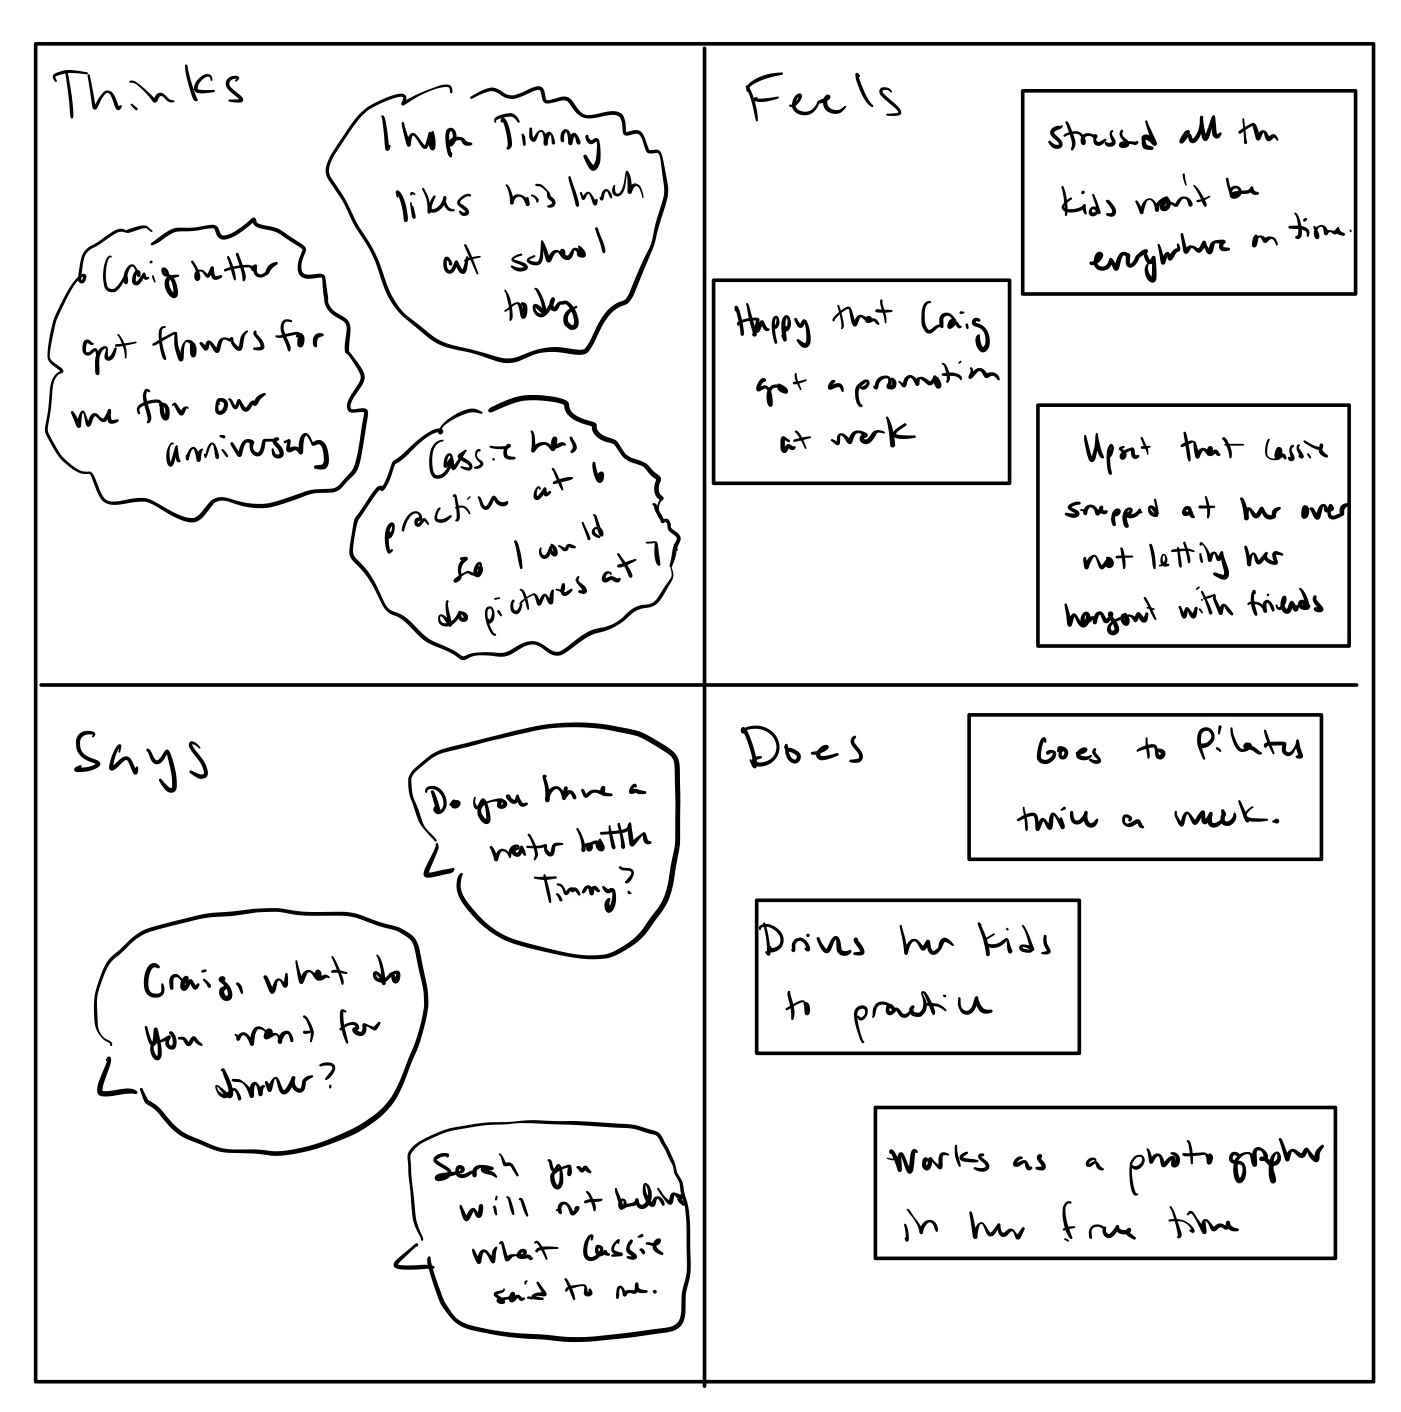 Thinks
I hope Timmy
likes his lunch
at school
today
Craig better
get flowers for
me for our
anniversary
Cassie has
practice at 6
so I could
do pictures at 7
Feels
Stressed all the
kids won't be
everywhere on time.
Happy that Craig
got a promotion
at work
Upset that Cassie
snapped at her over
not letting her
hangout with friends
Says
Do you have a
water bottle
Timmy?
Craig, what do
you want for
dinner?
Sarah you
will not believe
what Cassie
said to me.
Does
Goes to Pilates
twice a week.
Drives her kids
to practice
Works as a photographer
in her free time